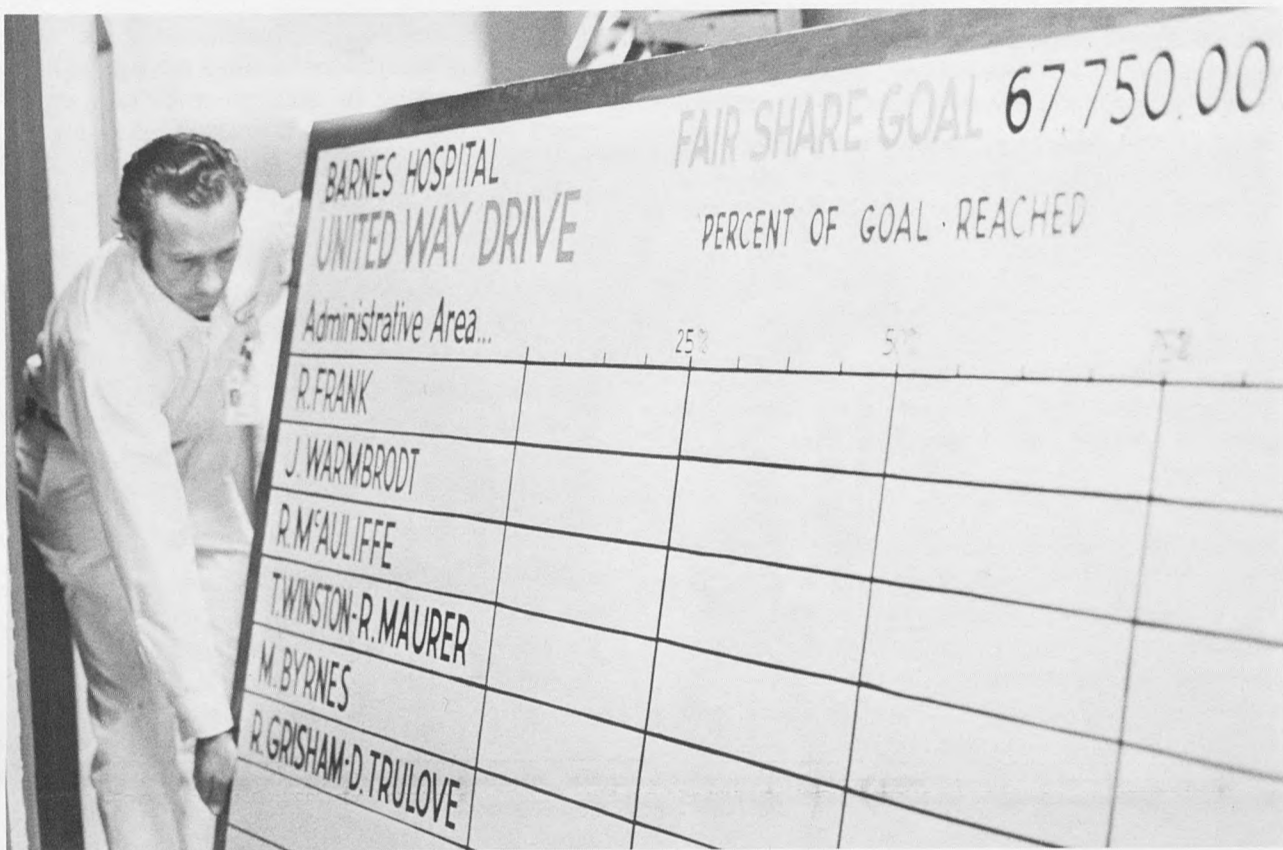 FAIR SHARE GOAL 67,750.00
BARNES HOSPITAL
UNITED WAY DRIVE
PERCENT OF GOAL · REACHED
Administrative Area...
25%
R. FRANK
J. WARMBRODT
R. McAULIFFE
T. WINSTON-R. MAURER
M. BYRNES
R. GRISHAM-D. TRULOVE